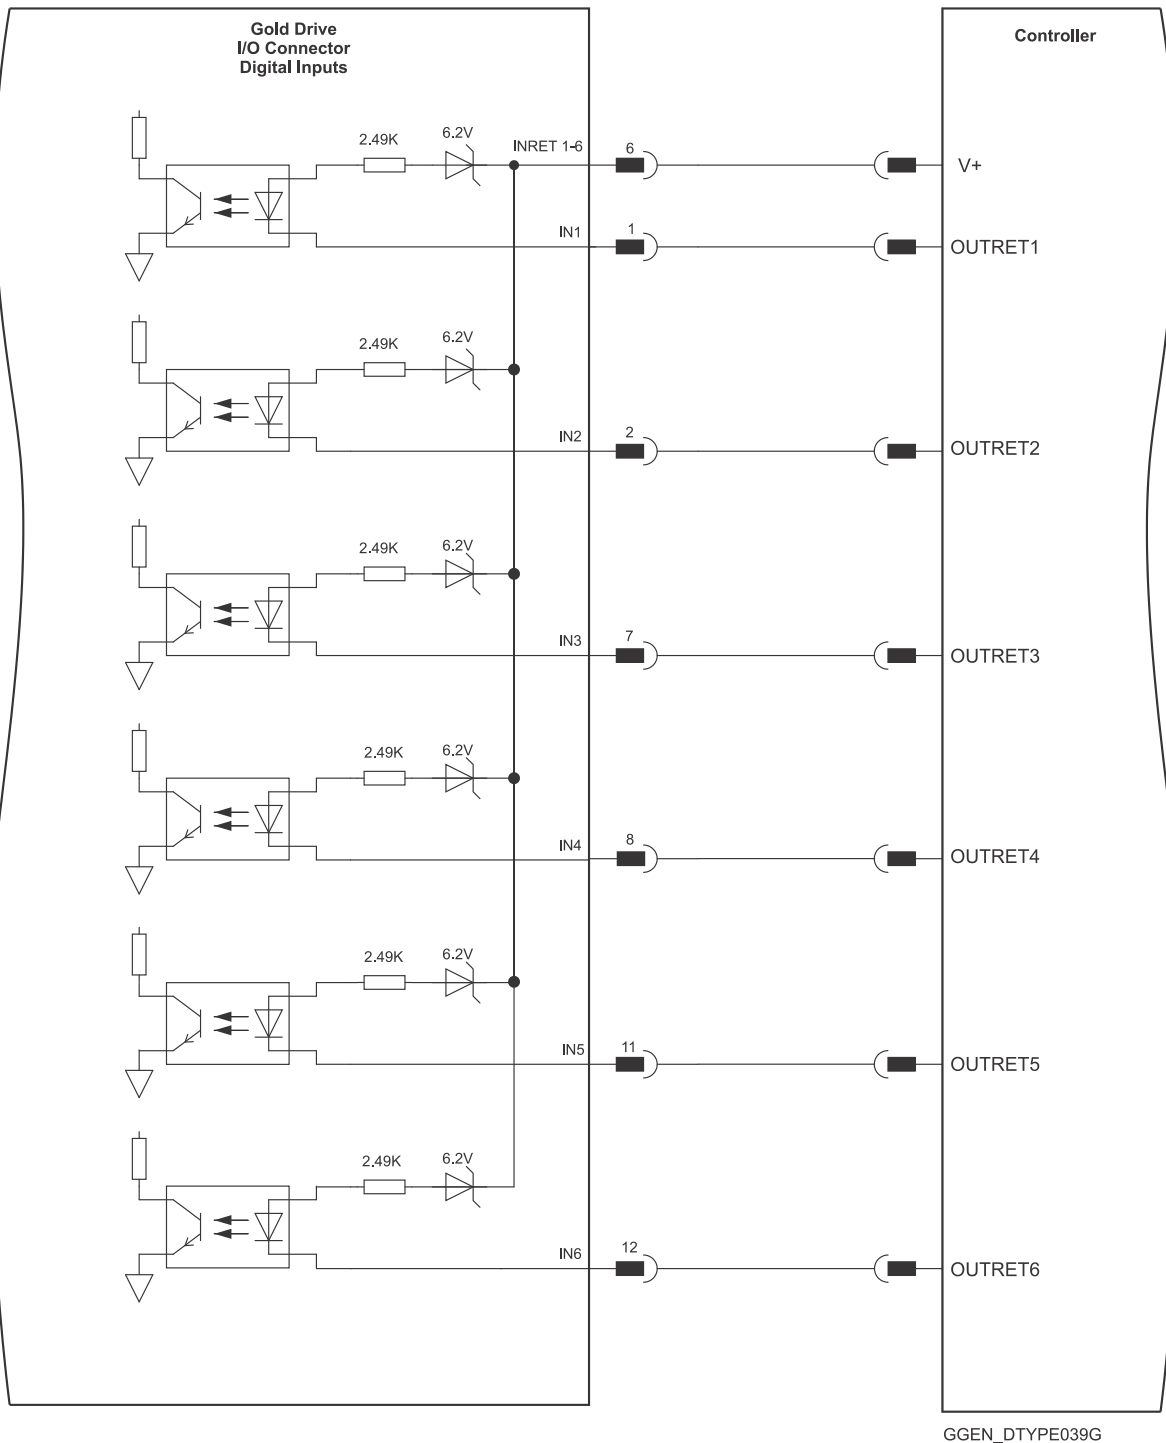 Gold Drive
I/O Connector
Digital Inputs
Controller
2.49K
6.2V
INRET 1-6
6
V+
IN1
1
OUTRET1
2.49K
6.2V
IN2
2
OUTRET2
2.49K
6.2V
IN3
7
OUTRET3
2.49K
6.2V
IN4
8
OUTRET4
2.49K
6.2V
IN5
11
OUTRET5
2.49K
6.2V
IN6
12
OUTRET6
GGEN_DTYPE039G